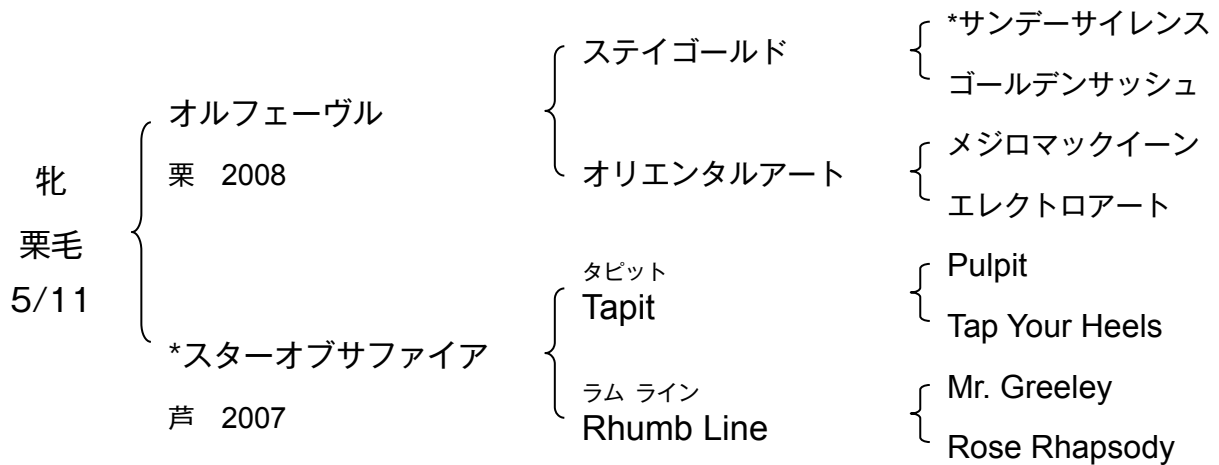 牝
栗毛
5/11
オルフェーヴル
栗 2008
*スターオブサファイア
芦 2007
ステイゴールド
オリエンタルアート
タピット
Tapit
ラム ライン
Rhumb Line
*サンデーサイレンス
ゴールデンサッシュ
メジロマックイーン
エレクトロアート
Pulpit
Tap Your Heels
Mr. Greeley
Rose Rhapsody